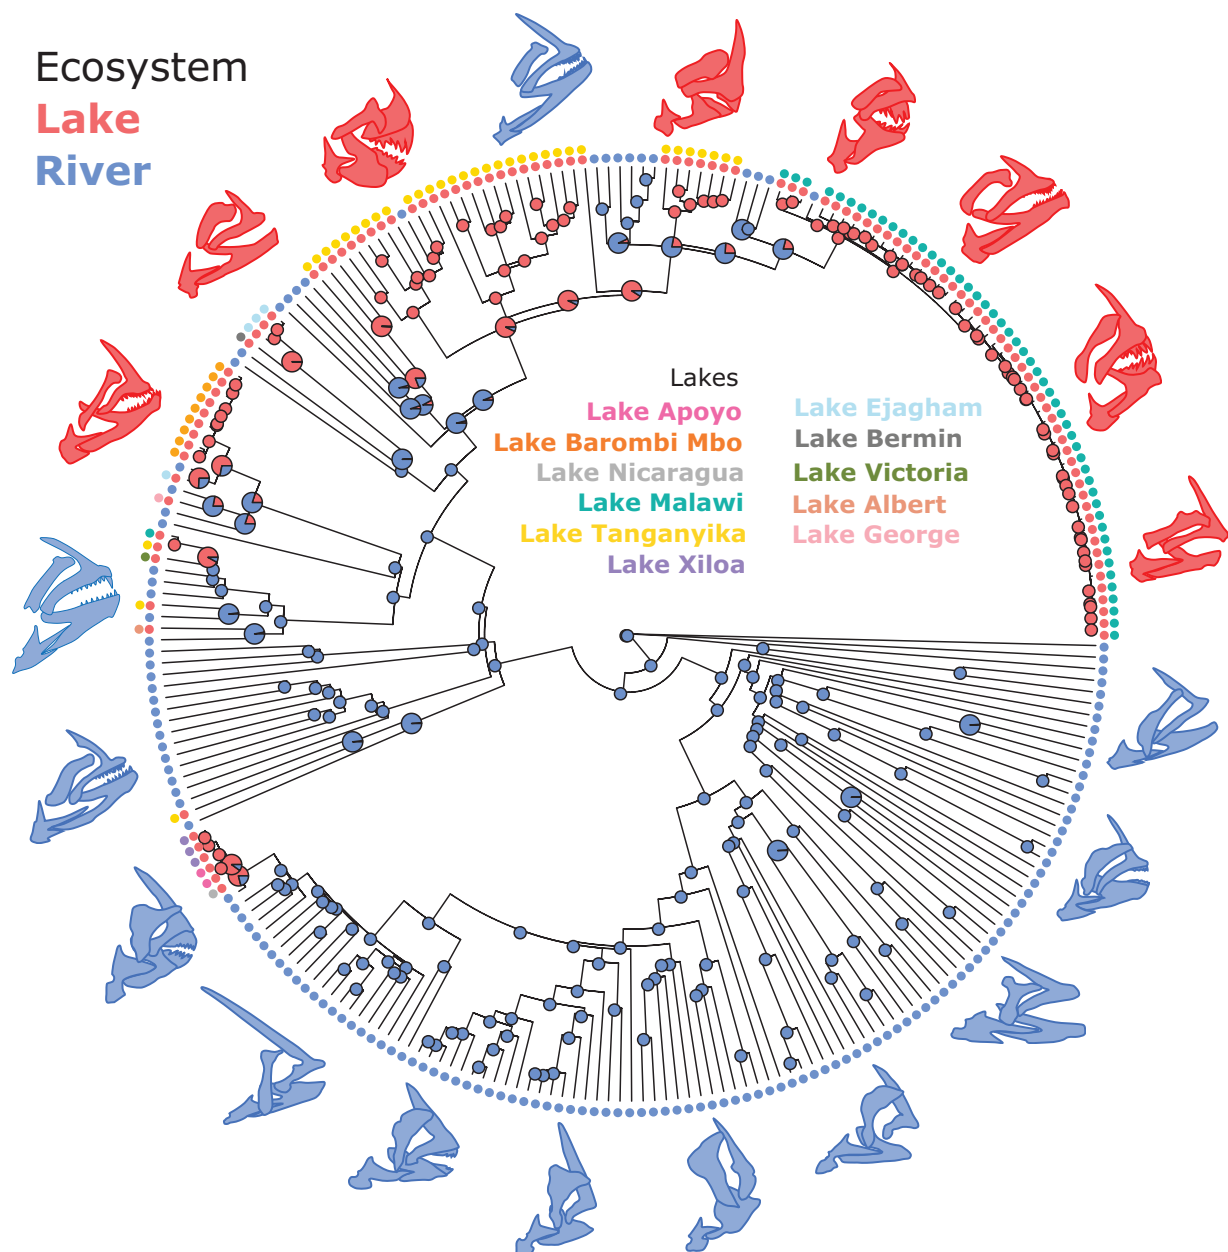 Ecosystem
Lake
River
Lakes
Lake Apoyo
Lake Barombi Mbo
Lake Nicaragua
Lake Malawi
Lake Tanganyika
Lake Xiloa
Lake Ejagham
Lake Bermin
Lake Victoria
Lake Albert
Lake George